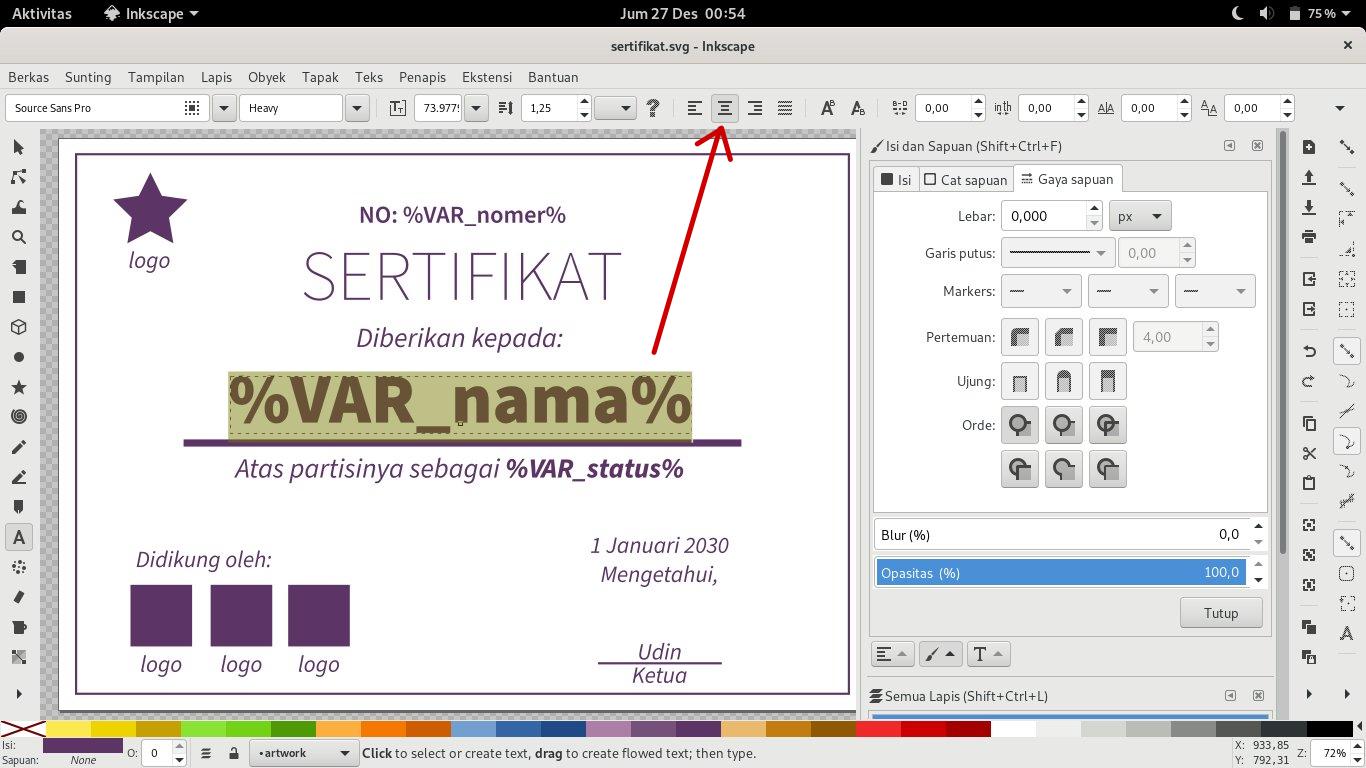 Aktivitas Inkscape Jum 27 Des 00:54 75 %
sertifikat.svg - Inkscape
Berkas Sunting Tampilan Lapis Obyek Tapak Teks Penapis Ekstensi Bantuan
Source Sans Pro Heavy 73.977 1,25 0,00 0,00 0,00 0,00
Isi dan Sapuan (Shift+Ctrl+F)
Isi Cat sapuan Gaya sapuan
Lebar: 0,000 px
Garis putus: 0,00
Markers:
Pertemuan: 4,00
Ujung:
Orde:
Blur (%) 0,0
Opasitas (%) 100,0
Tutup
Semua Lapis (Shift+Ctrl+L)
logo
NO: %VAR_nomer%
SERTIFIKAT
Diberikan kepada:
%VAR_nama%
Atas partisinya sebagai %VAR_status%
Didikung oleh:
logo logo logo
1 Januari 2030
Mengetahui,
Udin
Ketua
Isi:
Sapuan: None
O: 0
artwork
Click to select or create text, drag to create flowed text; then type.
X: 933,85
Y: 792,31
Z: 72%